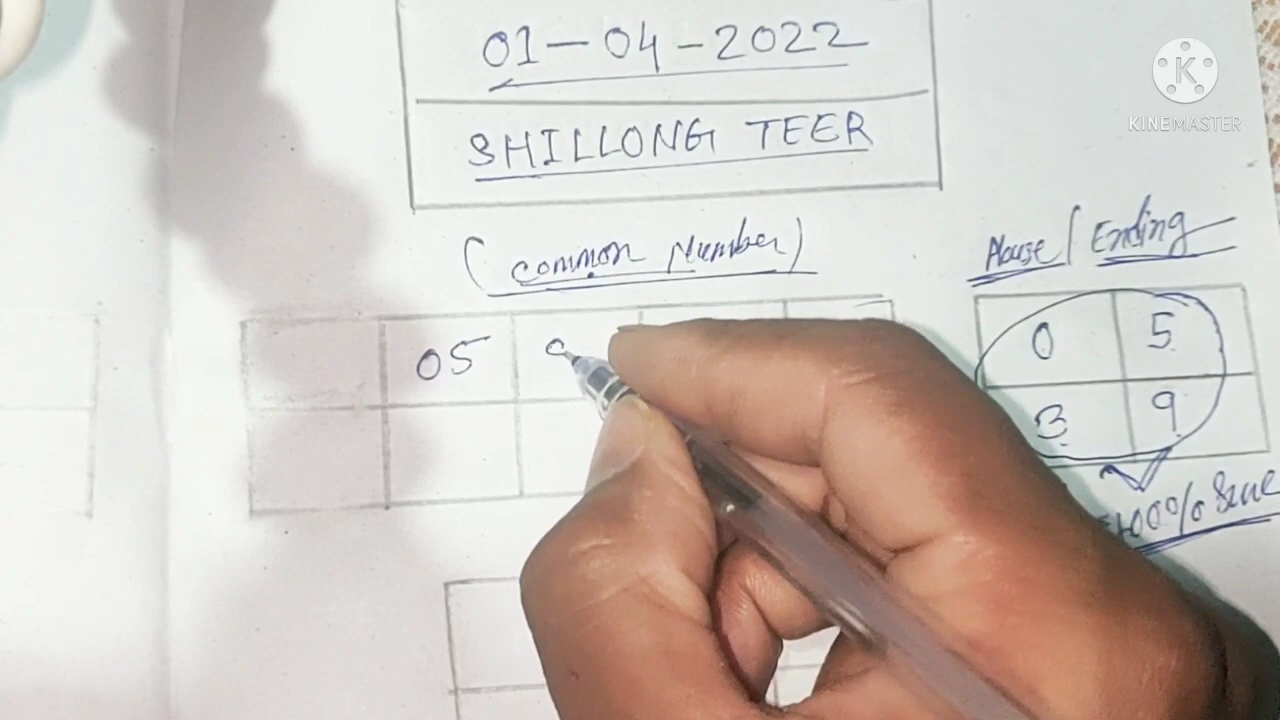 01-04-2022
SHILLONG TEER
(Common Number)
House/Ending
05
0 5
3 9
100% Sure
KINEMASTER